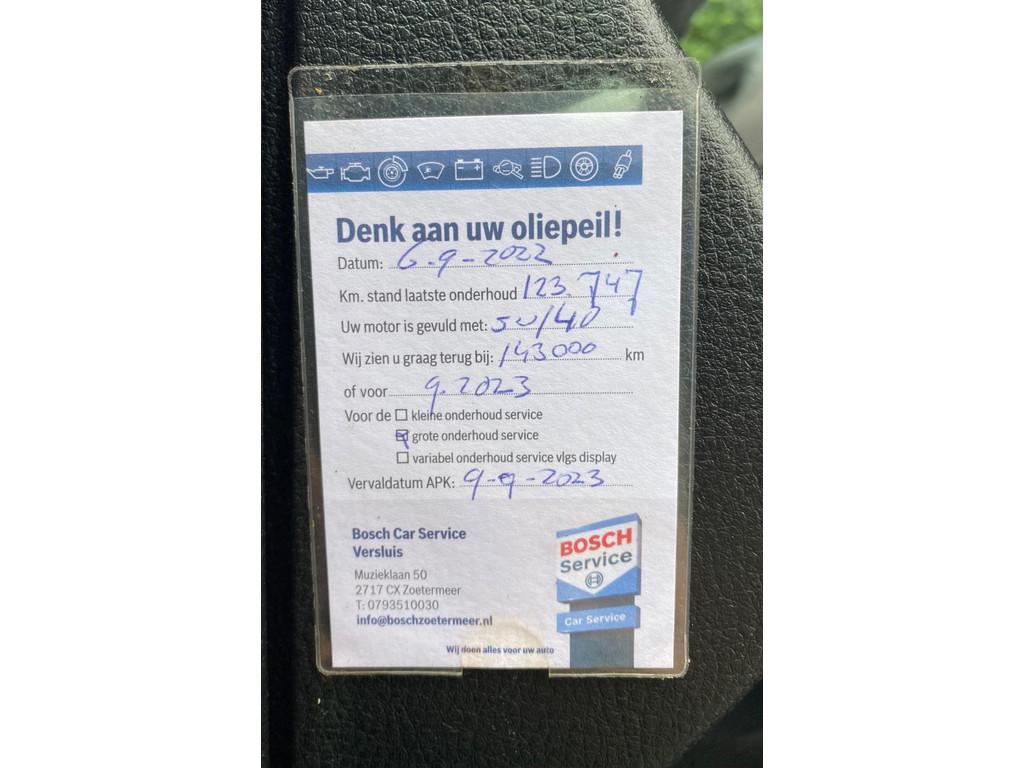 Denk aan uw oliepeil!
Datum: 6-9-2022
Km. stand laatste onderhoud 123.747
Uw motor is gevuld met: 5w/40
Wij zien u graag terug bij: 143000 km
of voor 9.2023
Voor de kleine onderhoud service
grote onderhoud service
variabel onderhoud service vlgs display
Vervaldatum APK: 9-9-2023
Bosch Car Service
Versluis
Muzieklaan 50
2717 CX Zoetermeer
T: 0793510030
info@boschzoetermeer.nl
Wij doen alles voor uw auto
BOSCH
Service
Car Service